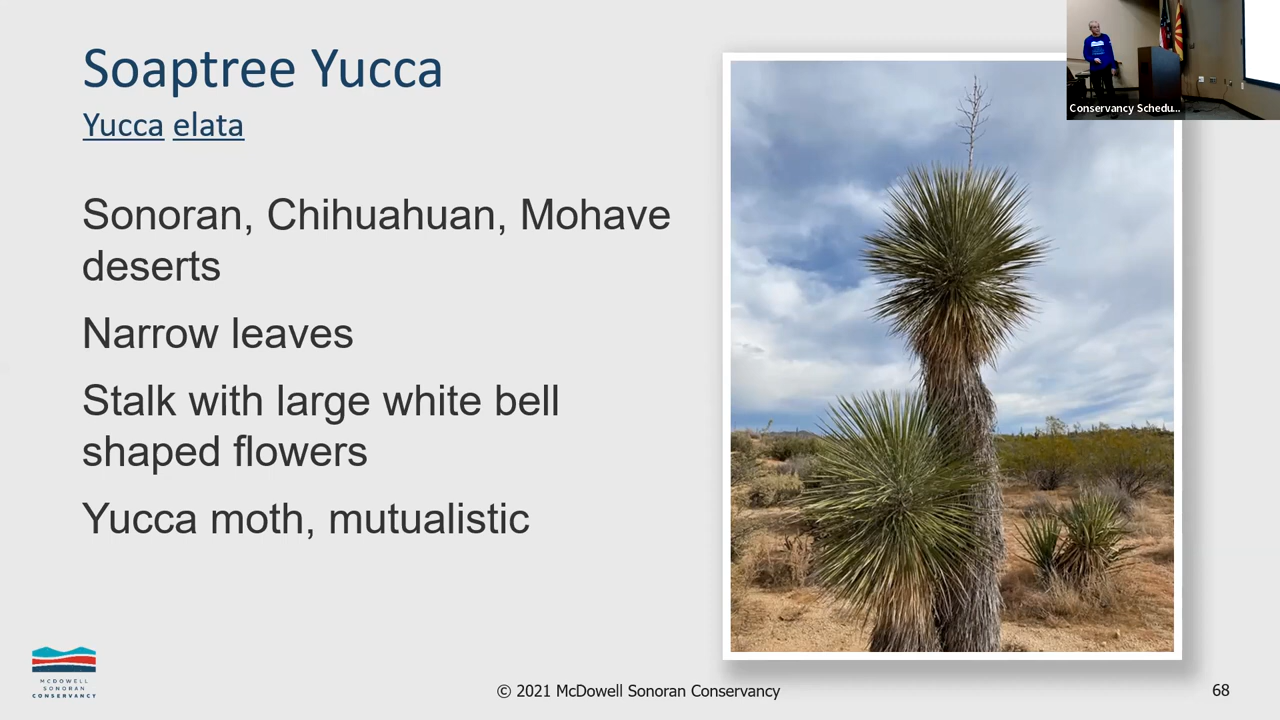 Soaptree Yucca
Yucca elata
Conservancy Schedu...
Sonoran, Chihuahuan, Mohave
deserts
Narrow leaves
Stalk with large white bell
shaped flowers
Yucca moth, mutualistic
MCDOWELL
SONORAN
CONSERVANCY
© 2021 McDowell Sonoran Conservancy
68